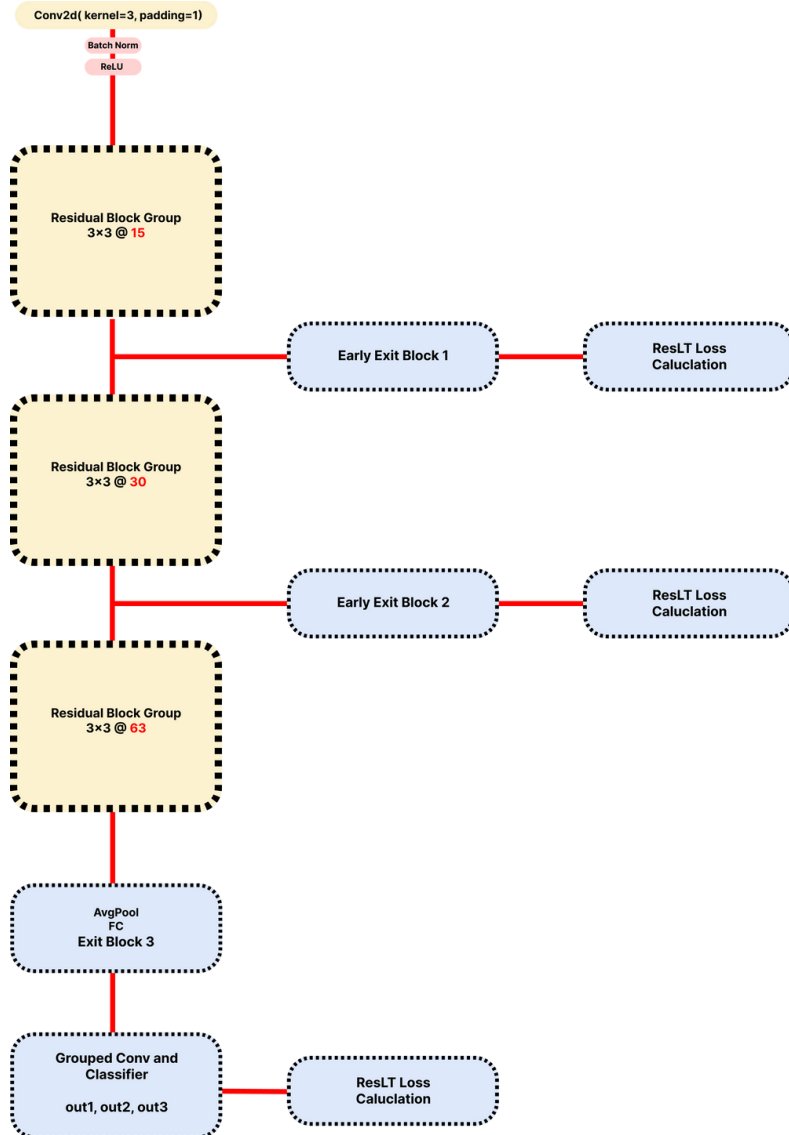 Conv2d( kernel=3, padding=1)
Batch Norm
ReLU
Residual Block Group
3×3 @ 15
Early Exit Block 1
ResLT Loss
Caluclation
Residual Block Group
3×3 @ 30
Early Exit Block 2
ResLT Loss
Caluclation
Residual Block Group
3×3 @ 63
AvgPool
FC
Exit Block 3
Grouped Conv and
Classifier
out1, out2, out3
ResLT Loss
Caluclation